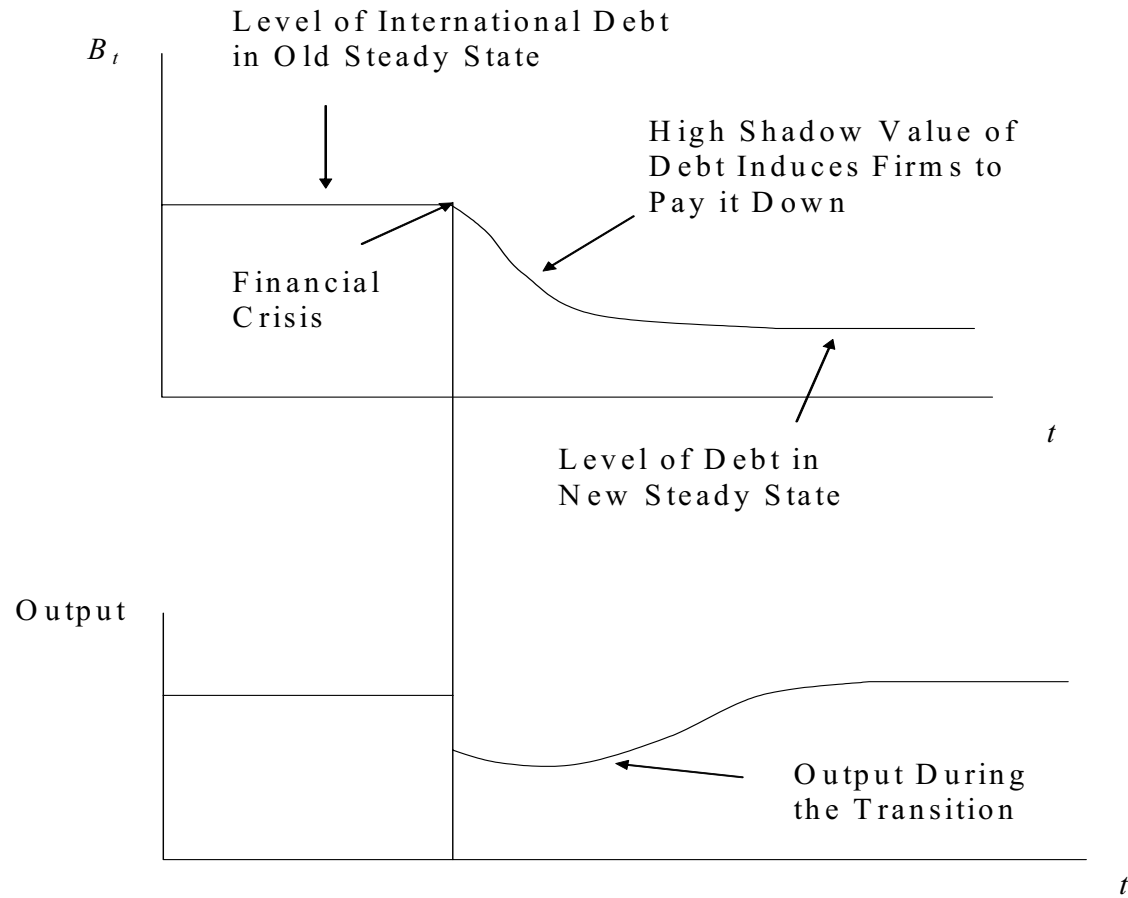 Level of International Debt
in Old Steady State
B t
High Shadow Value of
Debt Induces Firms to
Pay it Down
Financial
Crisis
t
Level of Debt in
New Steady State
Output
Output During
the Transition
t